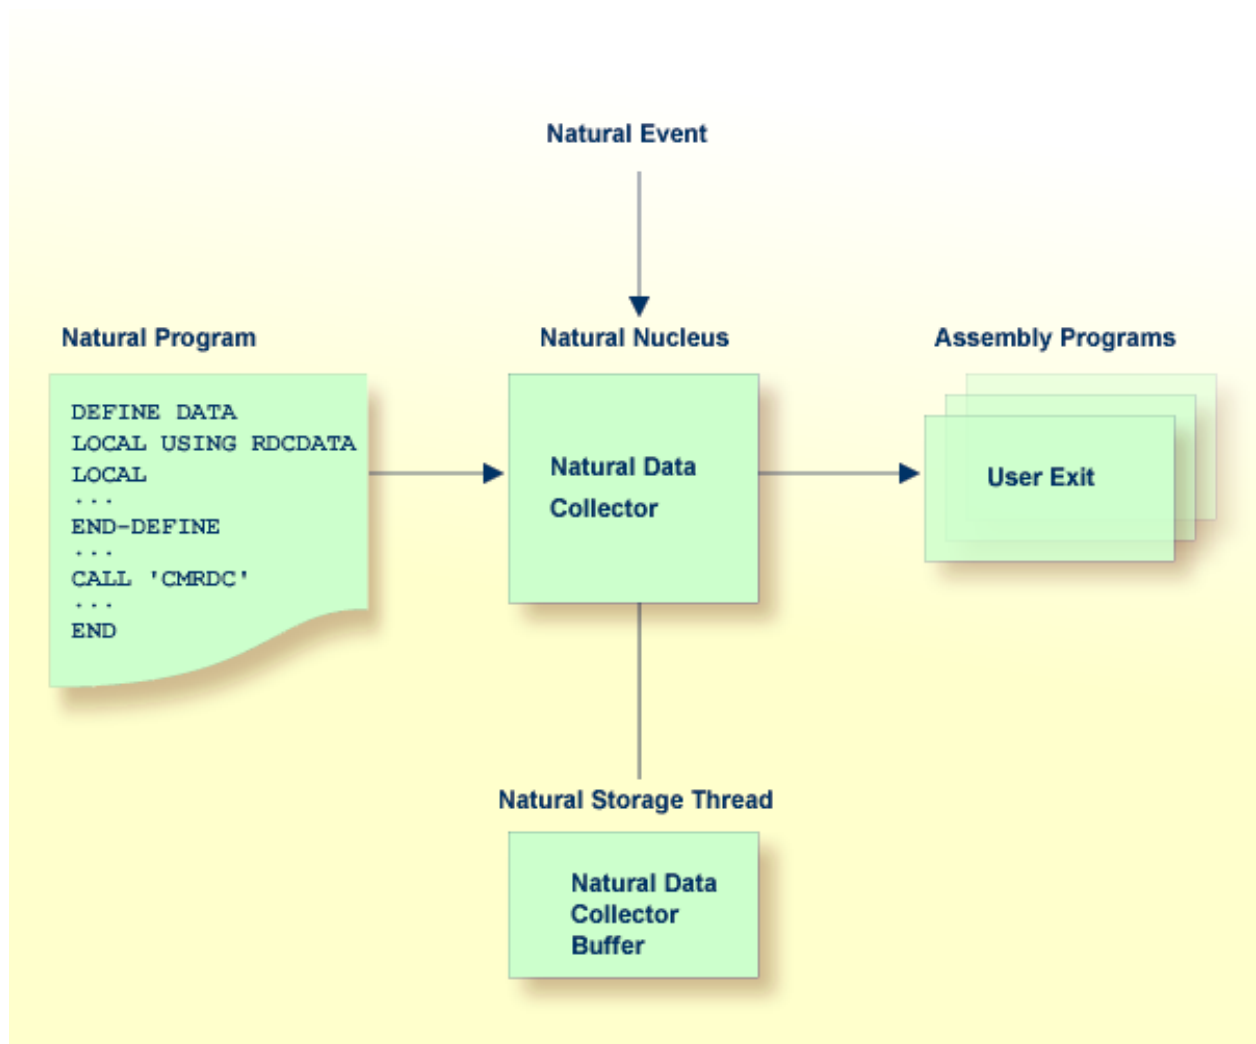 Natural Event
Natural Program
Natural Nucleus
Assembly Programs
DEFINE DATA
LOCAL USING RDCDATA
LOCAL
...
END-DEFINE
...
CALL 'CMRDC'
...
END
Natural Data
Collector
User Exit
Natural Storage Thread
Natural Data
Collector
Buffer